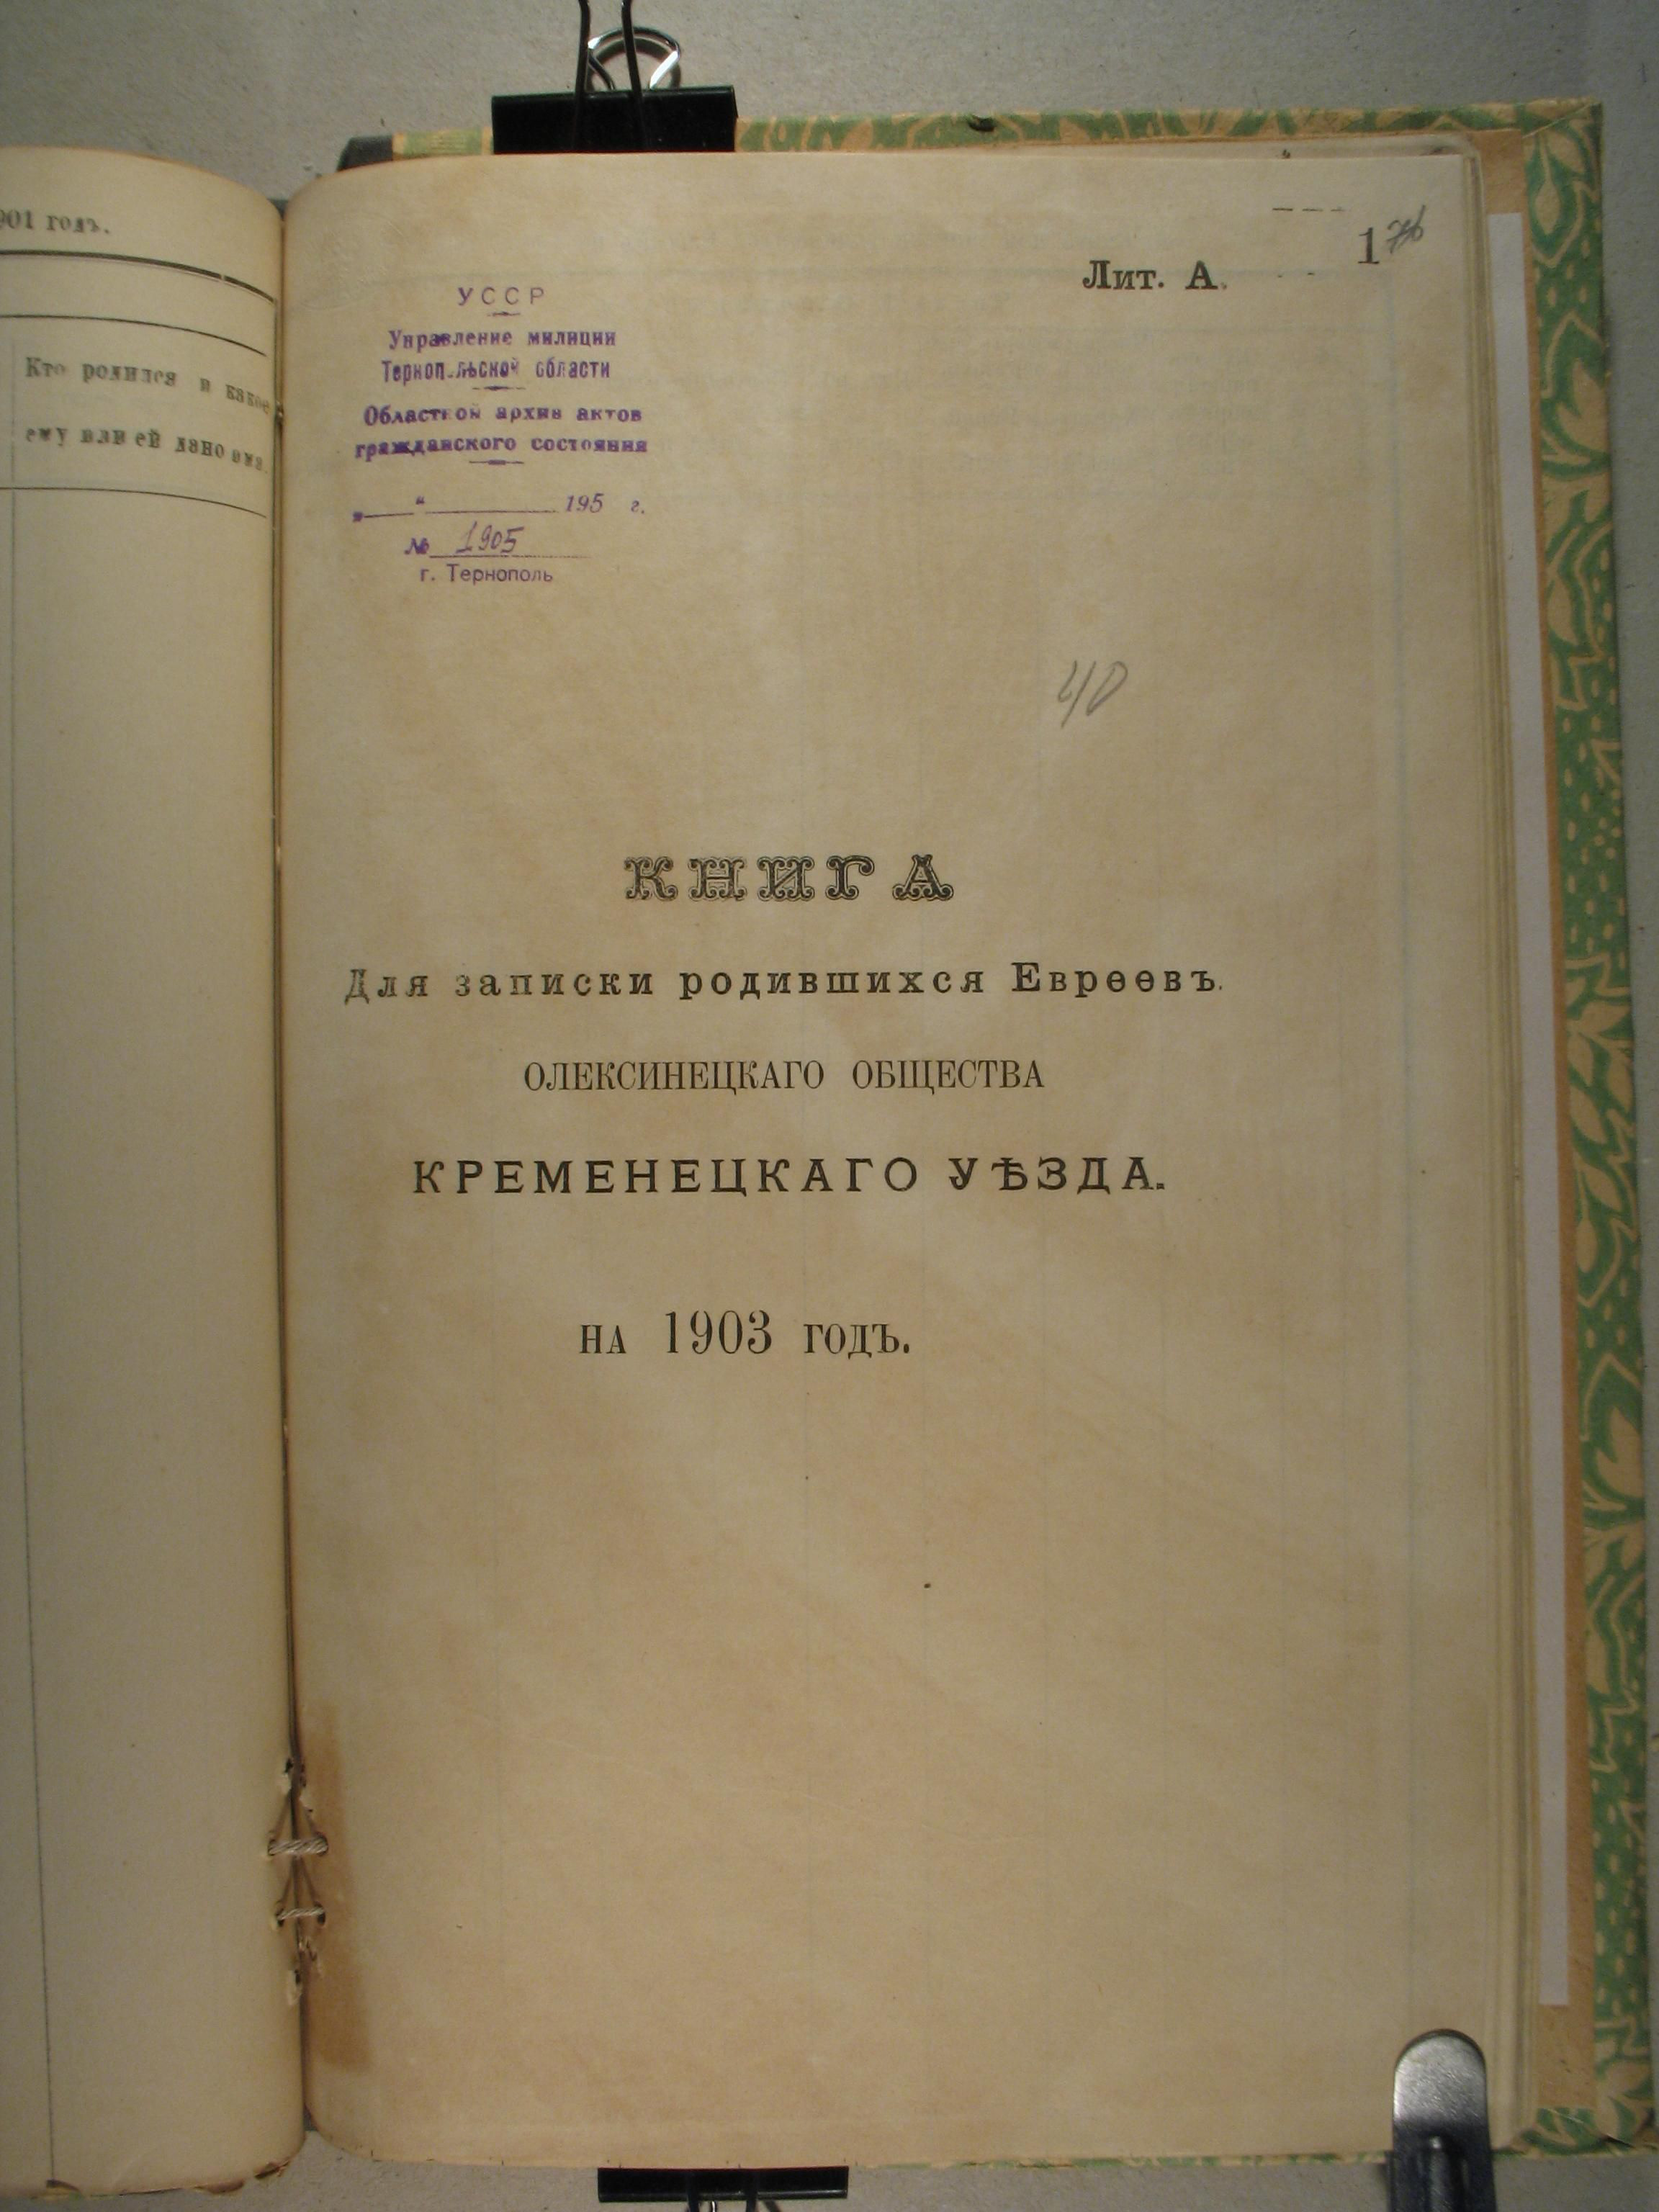 901 годъ.
Кто родился и какое
ему или ей дано имя.
Лит. А.
1
76
УССР
Управление милиции
Тернопольской области
Областной архив актов
гражданского состояния
„ “ 195 г.
№ 1905
г. Тернополь
40
КНИГА
Для записки родившихся Евреевъ.
ОЛЕКСИНЕЦКАГО ОБЩЕСТВА
КРЕМЕНЕЦКАГО УѢЗДА.
НА 1903 ГОДЪ.